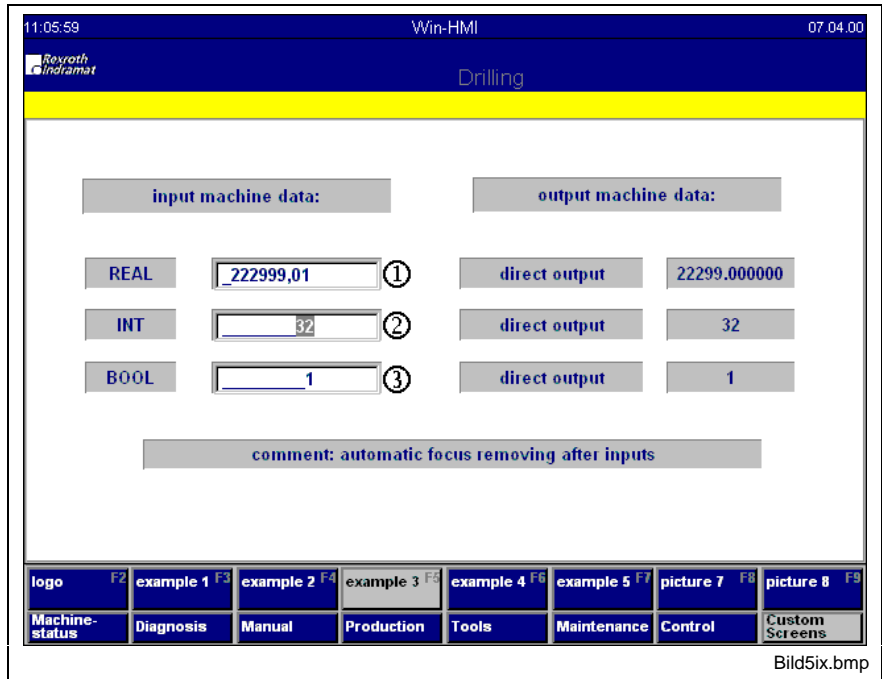 11:05:59 Win-HMI 07.04.00
Rexroth
Indramat
Drilling
input machine data: output machine data:
REAL _222999,01 ① direct output 22299.000000
INT ________32 ② direct output 32
BOOL _________1 ③ direct output 1
comment: automatic focus removing after inputs
logo F2 example 1 F3 example 2 F4 example 3 F5 example 4 F6 example 5 F7 picture 7 F8 picture 8 F9
Machine-status Diagnosis Manual Production Tools Maintenance Control Custom Screens
Bild5ix.bmp